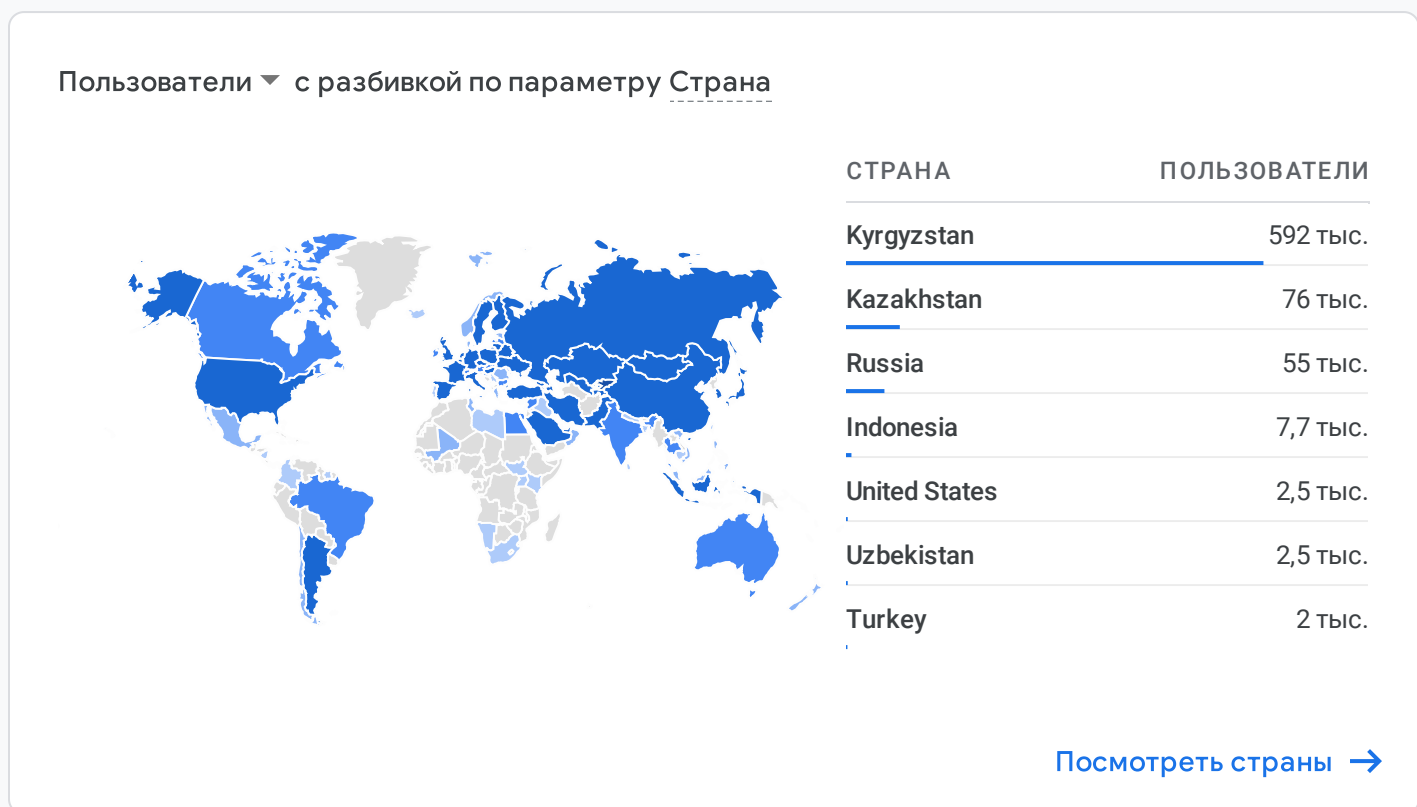 Пользователи с разбивкой по параметру Страна
СТРАНА ПОЛЬЗОВАТЕЛИ
Kyrgyzstan 592 тыс.
Kazakhstan 76 тыс.
Russia 55 тыс.
Indonesia 7,7 тыс.
United States 2,5 тыс.
Uzbekistan 2,5 тыс.
Turkey 2 тыс.
Посмотреть страны